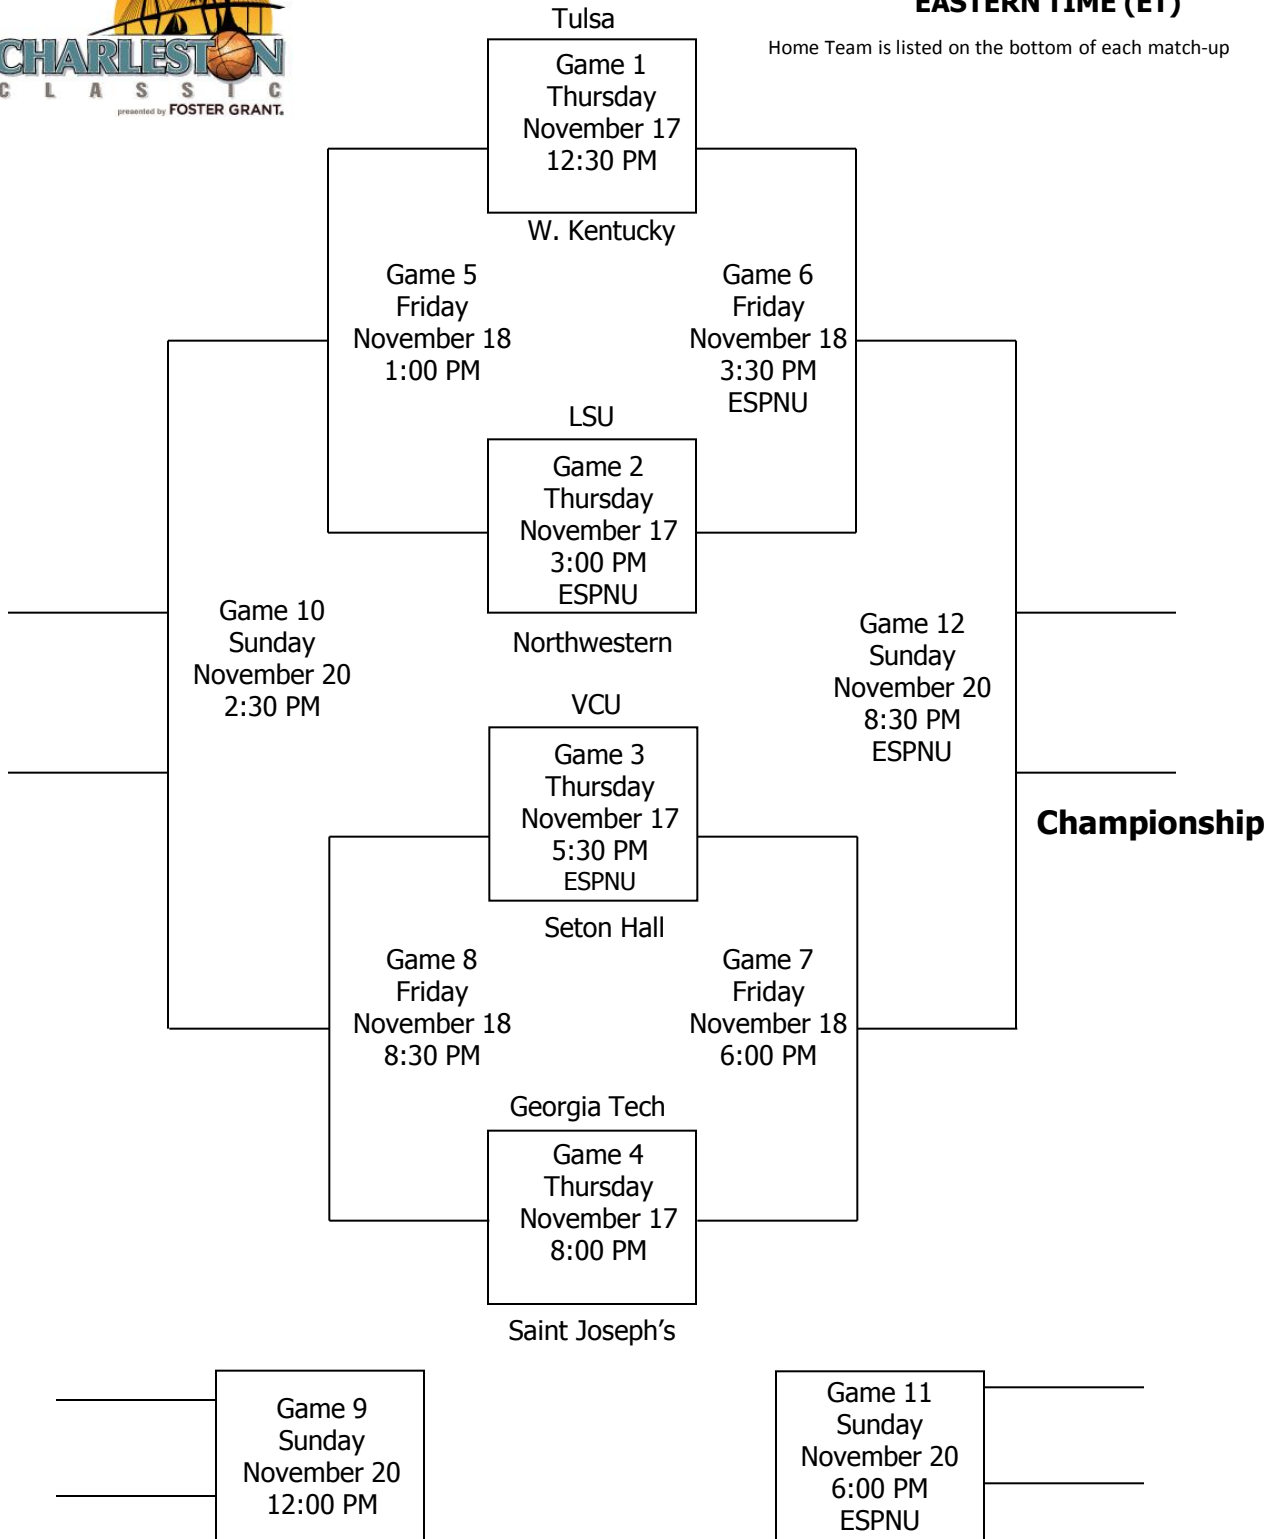 CHARLESTON
CLASSIC
presented by FOSTER GRANT.
EASTERN TIME (ET)
Home Team is listed on the bottom of each match-up
Tulsa
Game 1
Thursday
November 17
12:30 PM
W. Kentucky
Game 5
Friday
November 18
1:00 PM
Game 6
Friday
November 18
3:30 PM
ESPNU
LSU
Game 2
Thursday
November 17
3:00 PM
ESPNU
Northwestern
Game 10
Sunday
November 20
2:30 PM
Game 12
Sunday
November 20
8:30 PM
ESPNU
Championship
VCU
Game 3
Thursday
November 17
5:30 PM
ESPNU
Seton Hall
Game 8
Friday
November 18
8:30 PM
Game 7
Friday
November 18
6:00 PM
Georgia Tech
Game 4
Thursday
November 17
8:00 PM
Saint Joseph’s
Game 9
Sunday
November 20
12:00 PM
Game 11
Sunday
November 20
6:00 PM
ESPNU